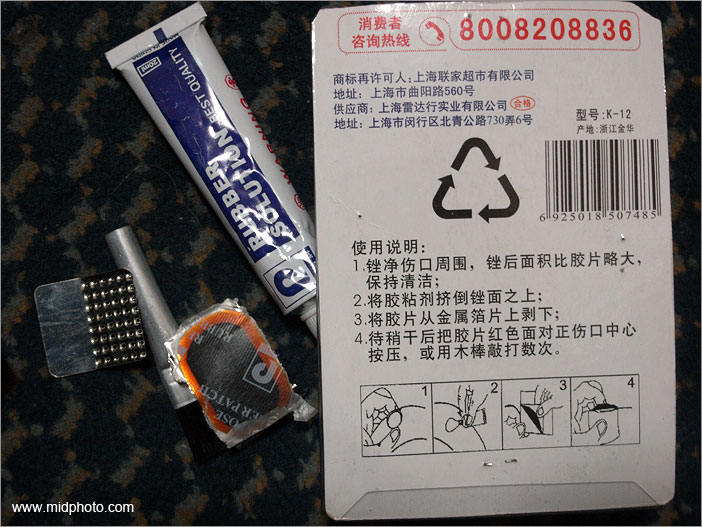 消费者
咨询热线
8008208836
商标再许可人：上海联家超市有限公司
地址：上海市曲阳路560号
供应商：上海雷达行实业有限公司 合格
地址：上海市闵行区北青公路730弄6号
型号：K-12
产地：浙江金华
6 925018 507485
使用说明：
1.锉净伤口周围，锉后面积比胶片略大，
保持清洁；
2.将胶粘剂挤倒锉面之上；
3.将胶片从金属箔片上剥下；
4.待稍干后把胶片红色面对正伤口中心
按压，或用木棒敲打数次。
1
2
3
4
20ml
BEST QUALITY
RUBBER
SOLUTION
WARNING
www.midphoto.com